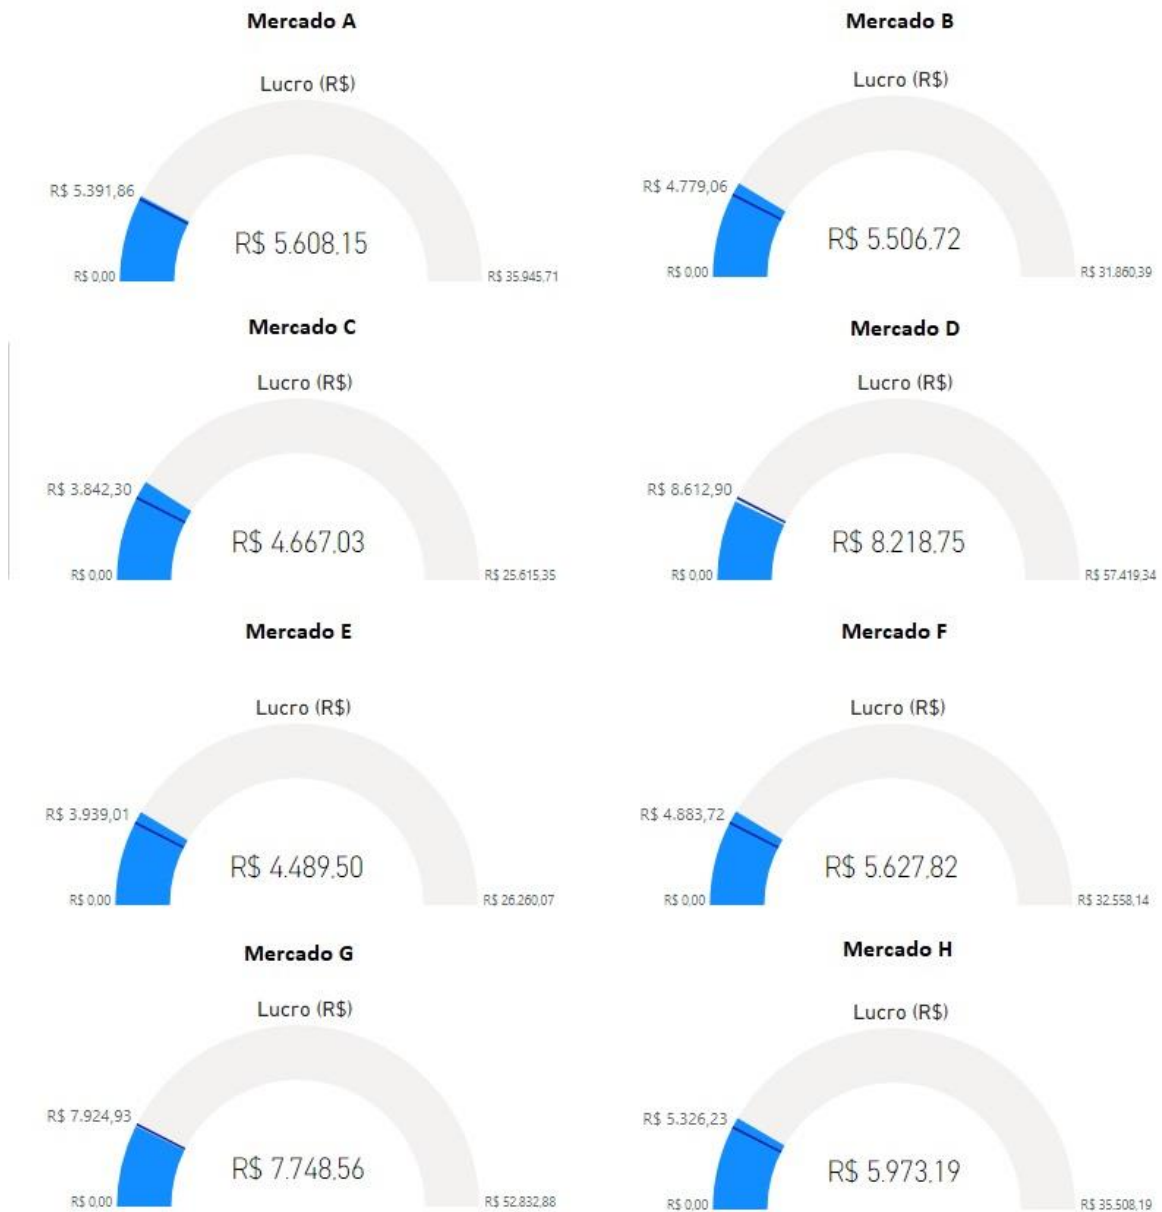 Mercado A
Lucro (R$)
R$ 5.391,86
R$ 5.608,15
R$ 0,00
R$ 35.945,71
Mercado B
Lucro (R$)
R$ 4.779,06
R$ 5.506,72
R$ 0,00
R$ 31.860,39
Mercado C
Lucro (R$)
R$ 3.842,30
R$ 4.667,03
R$ 0,00
R$ 25.615,35
Mercado D
Lucro (R$)
R$ 8.612,90
R$ 8.218,75
R$ 0,00
R$ 57.419,34
Mercado E
Lucro (R$)
R$ 3.939,01
R$ 4.489,50
R$ 0,00
R$ 26.260,07
Mercado F
Lucro (R$)
R$ 4.883,72
R$ 5.627,82
R$ 0,00
R$ 32.558,14
Mercado G
Lucro (R$)
R$ 7.924,93
R$ 7.748,56
R$ 0,00
R$ 52.832,88
Mercado H
Lucro (R$)
R$ 5.326,23
R$ 5.973,19
R$ 0,00
R$ 35.508,19